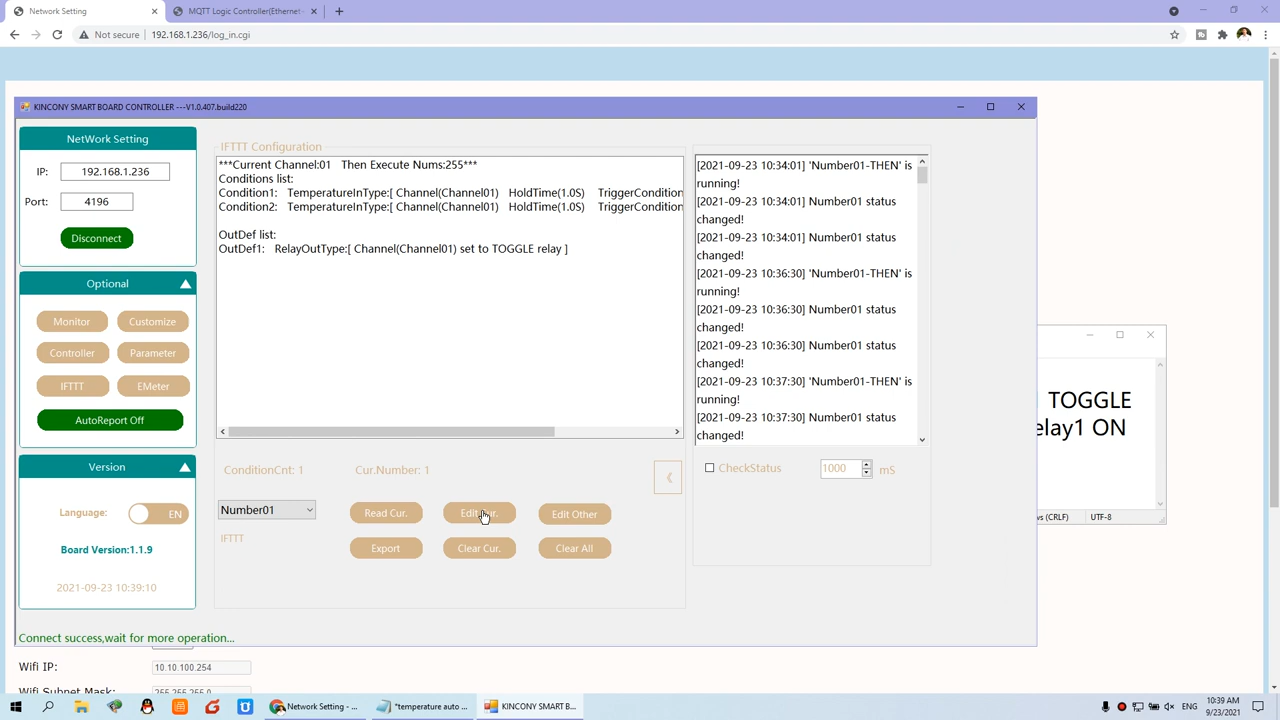 Network Setting
MQTT Logic Controller(Ethernet -
Not secure
192.168.1.236/log_in.cgi
KINCONY SMART BOARD CONTROLLER ---V1.0.407.build220
NetWork Setting
IP: 192.168.1.236
Port: 4196
Disconnect
Optional
Monitor Customize
Controller Parameter
IFTTT EMeter
AutoReport Off
Version
Language: EN
Board Version:1.1.9
2021-09-23 10:39:10
Connect success,wait for more operation...
IFTTT Configuration
***Current Channel:01 Then Execute Nums:255***
Conditions list:
Condition1: TemperatureInType:[ Channel(Channel01) HoldTime(1.0S) TriggerCondition
Condition2: TemperatureInType:[ Channel(Channel01) HoldTime(1.0S) TriggerCondition
OutDef list:
OutDef1: RelayOutType:[ Channel(Channel01) set to TOGGLE relay ]
ConditionCnt: 1 Cur.Number: 1
Number01 Read Cur. Edit Cur. Edit Other
IFTTT Export Clear Cur. Clear All
[2021-09-23 10:34:01] 'Number01-THEN' is
running!
[2021-09-23 10:34:01] Number01 status
changed!
[2021-09-23 10:34:01] Number01 status
changed!
[2021-09-23 10:36:30] 'Number01-THEN' is
running!
[2021-09-23 10:36:30] Number01 status
changed!
[2021-09-23 10:36:30] Number01 status
changed!
[2021-09-23 10:37:30] 'Number01-THEN' is
running!
[2021-09-23 10:37:30] Number01 status
changed!
CheckStatus 1000 mS
TOGGLE
elay1 ON
ws (CRLF) UTF-8
Wifi IP: 10.10.100.254
Wifi Subnet Mask: 255.255.255.0
Network Setting - ...
*temperature auto ...
KINCONY SMART B...
ENG
10:39 AM
9/23/2021